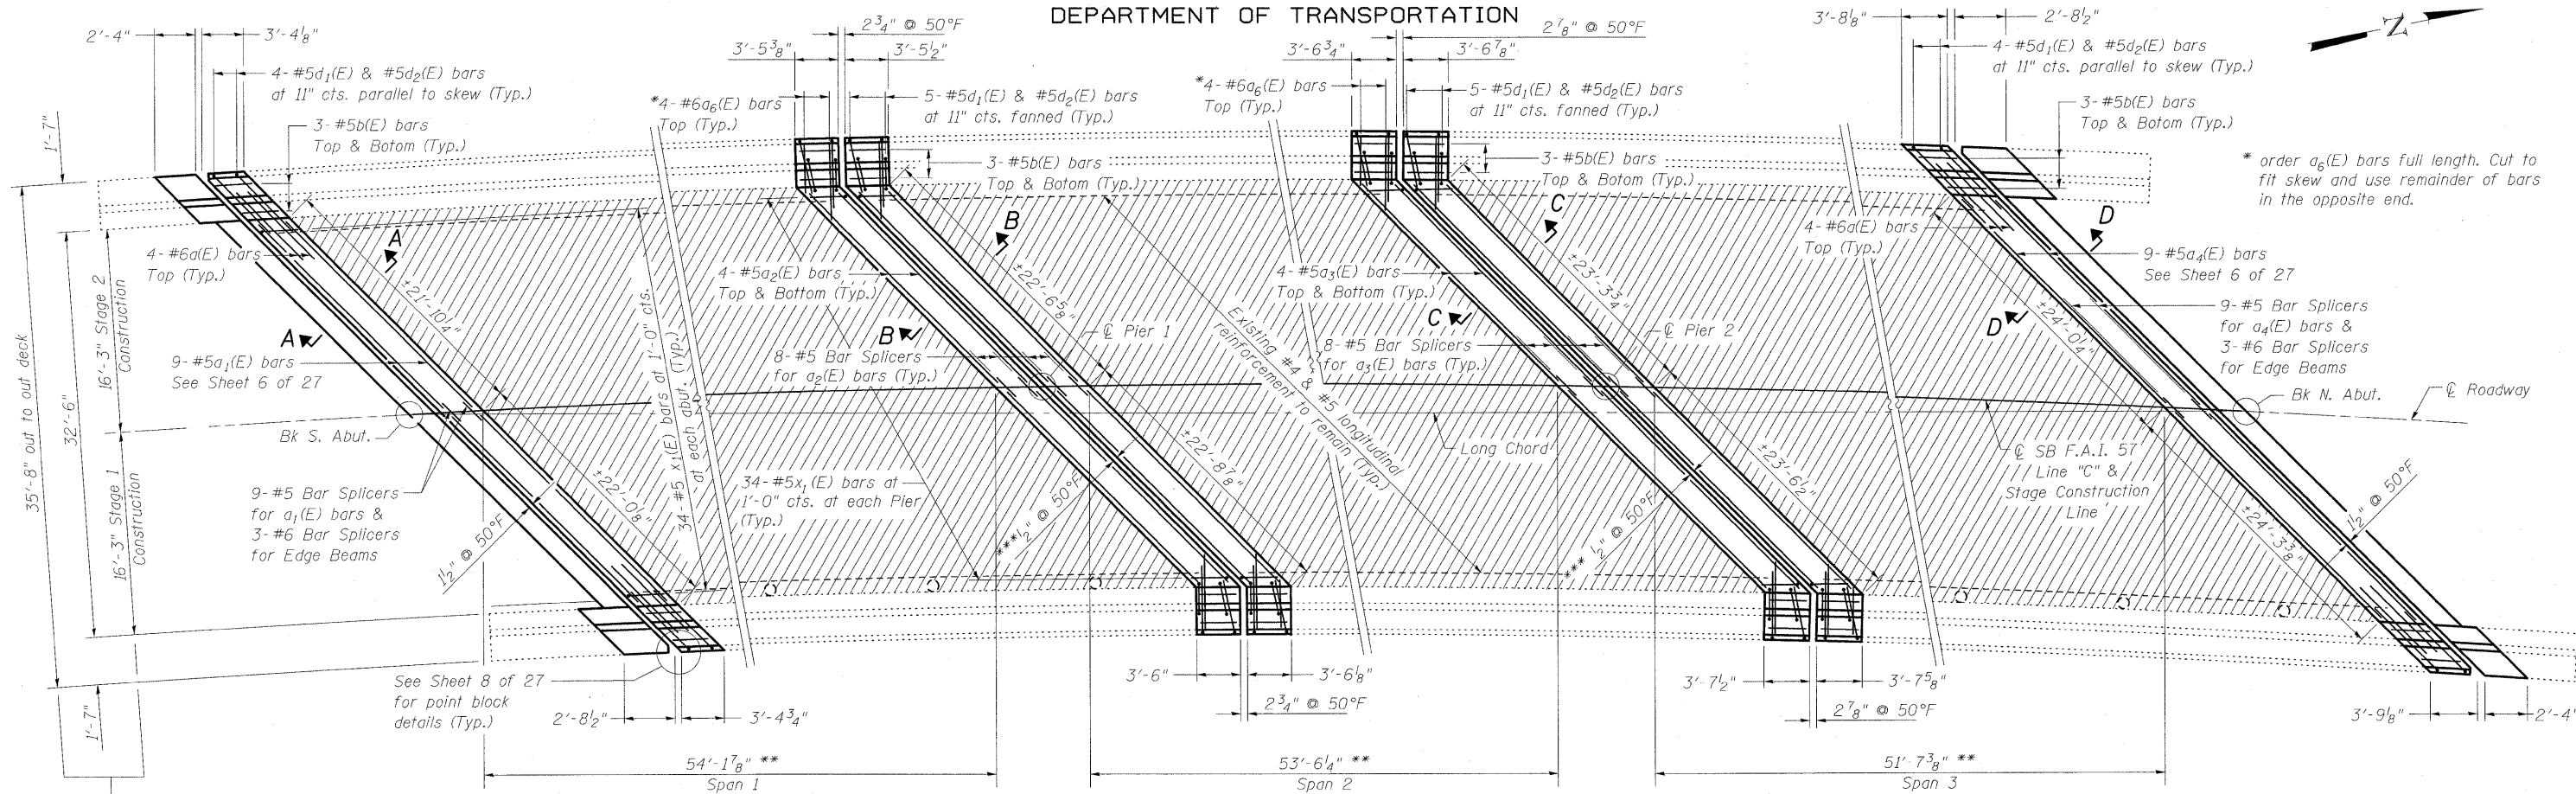 DEPARTMENT OF TRANSPORTATION
2'-4"
3'-4⅛"
4- #5d₁(E) & #5d₂(E) bars
at 11" cts. parallel to skew (Typ.)
3- #5b(E) bars
Top & Botom (Typ.)
2¾" @ 50°F
3'-5⅜"
3'-5½"
*4- #6a₆(E) bars
Top (Typ.)
5- #5d₁(E) & #5d₂(E) bars
at 11" cts. fanned (Typ.)
3- #5b(E) bars
Top & Botom (Typ.)
2⅞" @ 50°F
3'-6¾"
3'-6⅞"
*4- #6a₆(E) bars
Top (Typ.)
5- #5d₁(E) & #5d₂(E) bars
at 11" cts. fanned (Typ.)
3- #5b(E) bars
Top & Botom (Typ.)
3'-8⅛"
2'-8½"
4- #5d₁(E) & #5d₂(E) bars
at 11" cts. parallel to skew (Typ.)
3- #5b(E) bars
Top & Botom (Typ.)
Z
* order a₆(E) bars full length. Cut to
fit skew and use remainder of bars
in the opposite end.
1'-7"
35'-8" out to out deck
32'-6"
16'-3" Stage 2
Construction
16'-3" Stage 1
Construction
1'-7"
4- #6a(E) bars
Top (Typ.)
A
A
9- #5a₁(E) bars
See Sheet 6 of 27
Bk S. Abut.
9- #5 Bar Splicers
for a₁(E) bars &
3- #6 Bar Splicers
for Edge Beams
1½" @ 50°F
±21'-10¼"
±22'-0⅛"
34- #5 x₁(E) bars at 1'-0" cts.
at each abut. (Typ.)
4- #5a₂(E) bars
Top & Bottom (Typ.)
B
B
8- #5 Bar Splicers
for a₂(E) bars (Typ.)
34- #5x₁(E) bars at
1'-0" cts. at each Pier
(Typ.)
±22'-6⅝"
℄ Pier 1
±22'-8⅞"
***½" @ 50°F
Existing #4 & #5 longitudinal
reinforcement to remain (Typ.)
4- #5a₃(E) bars
Top & Bottom (Typ.)
C
C
8- #5 Bar Splicers
for a₃(E) bars (Typ.)
Long Chord
±23'-3¾"
℄ Pier 2
±23'-6½"
*** ½" @ 50°F
4- #6a(E) bars
Top (Typ.)
D
D
9- #5a₄(E) bars
See Sheet 6 of 27
9- #5 Bar Splicers
for a₄(E) bars &
3- #6 Bar Splicers
for Edge Beams
±24'-0¼"
Bk N. Abut.
℄ Roadway
℄ SB F.A.I. 57
Line "C" &
Stage Construction
Line
±24'-3⅜"
1½" @ 50°F
See Sheet 8 of 27
for point block
details (Typ.)
2'-8½"
3'-4¾"
3'-6"
3'-6⅛"
2¾" @ 50°F
3'-7½"
3'-7⅝"
2⅞" @ 50°F
3'-9⅛"
2'-4"
54'-1⅞" **
Span 1
53'-6¼" **
Span 2
51'-7⅜" **
Span 3